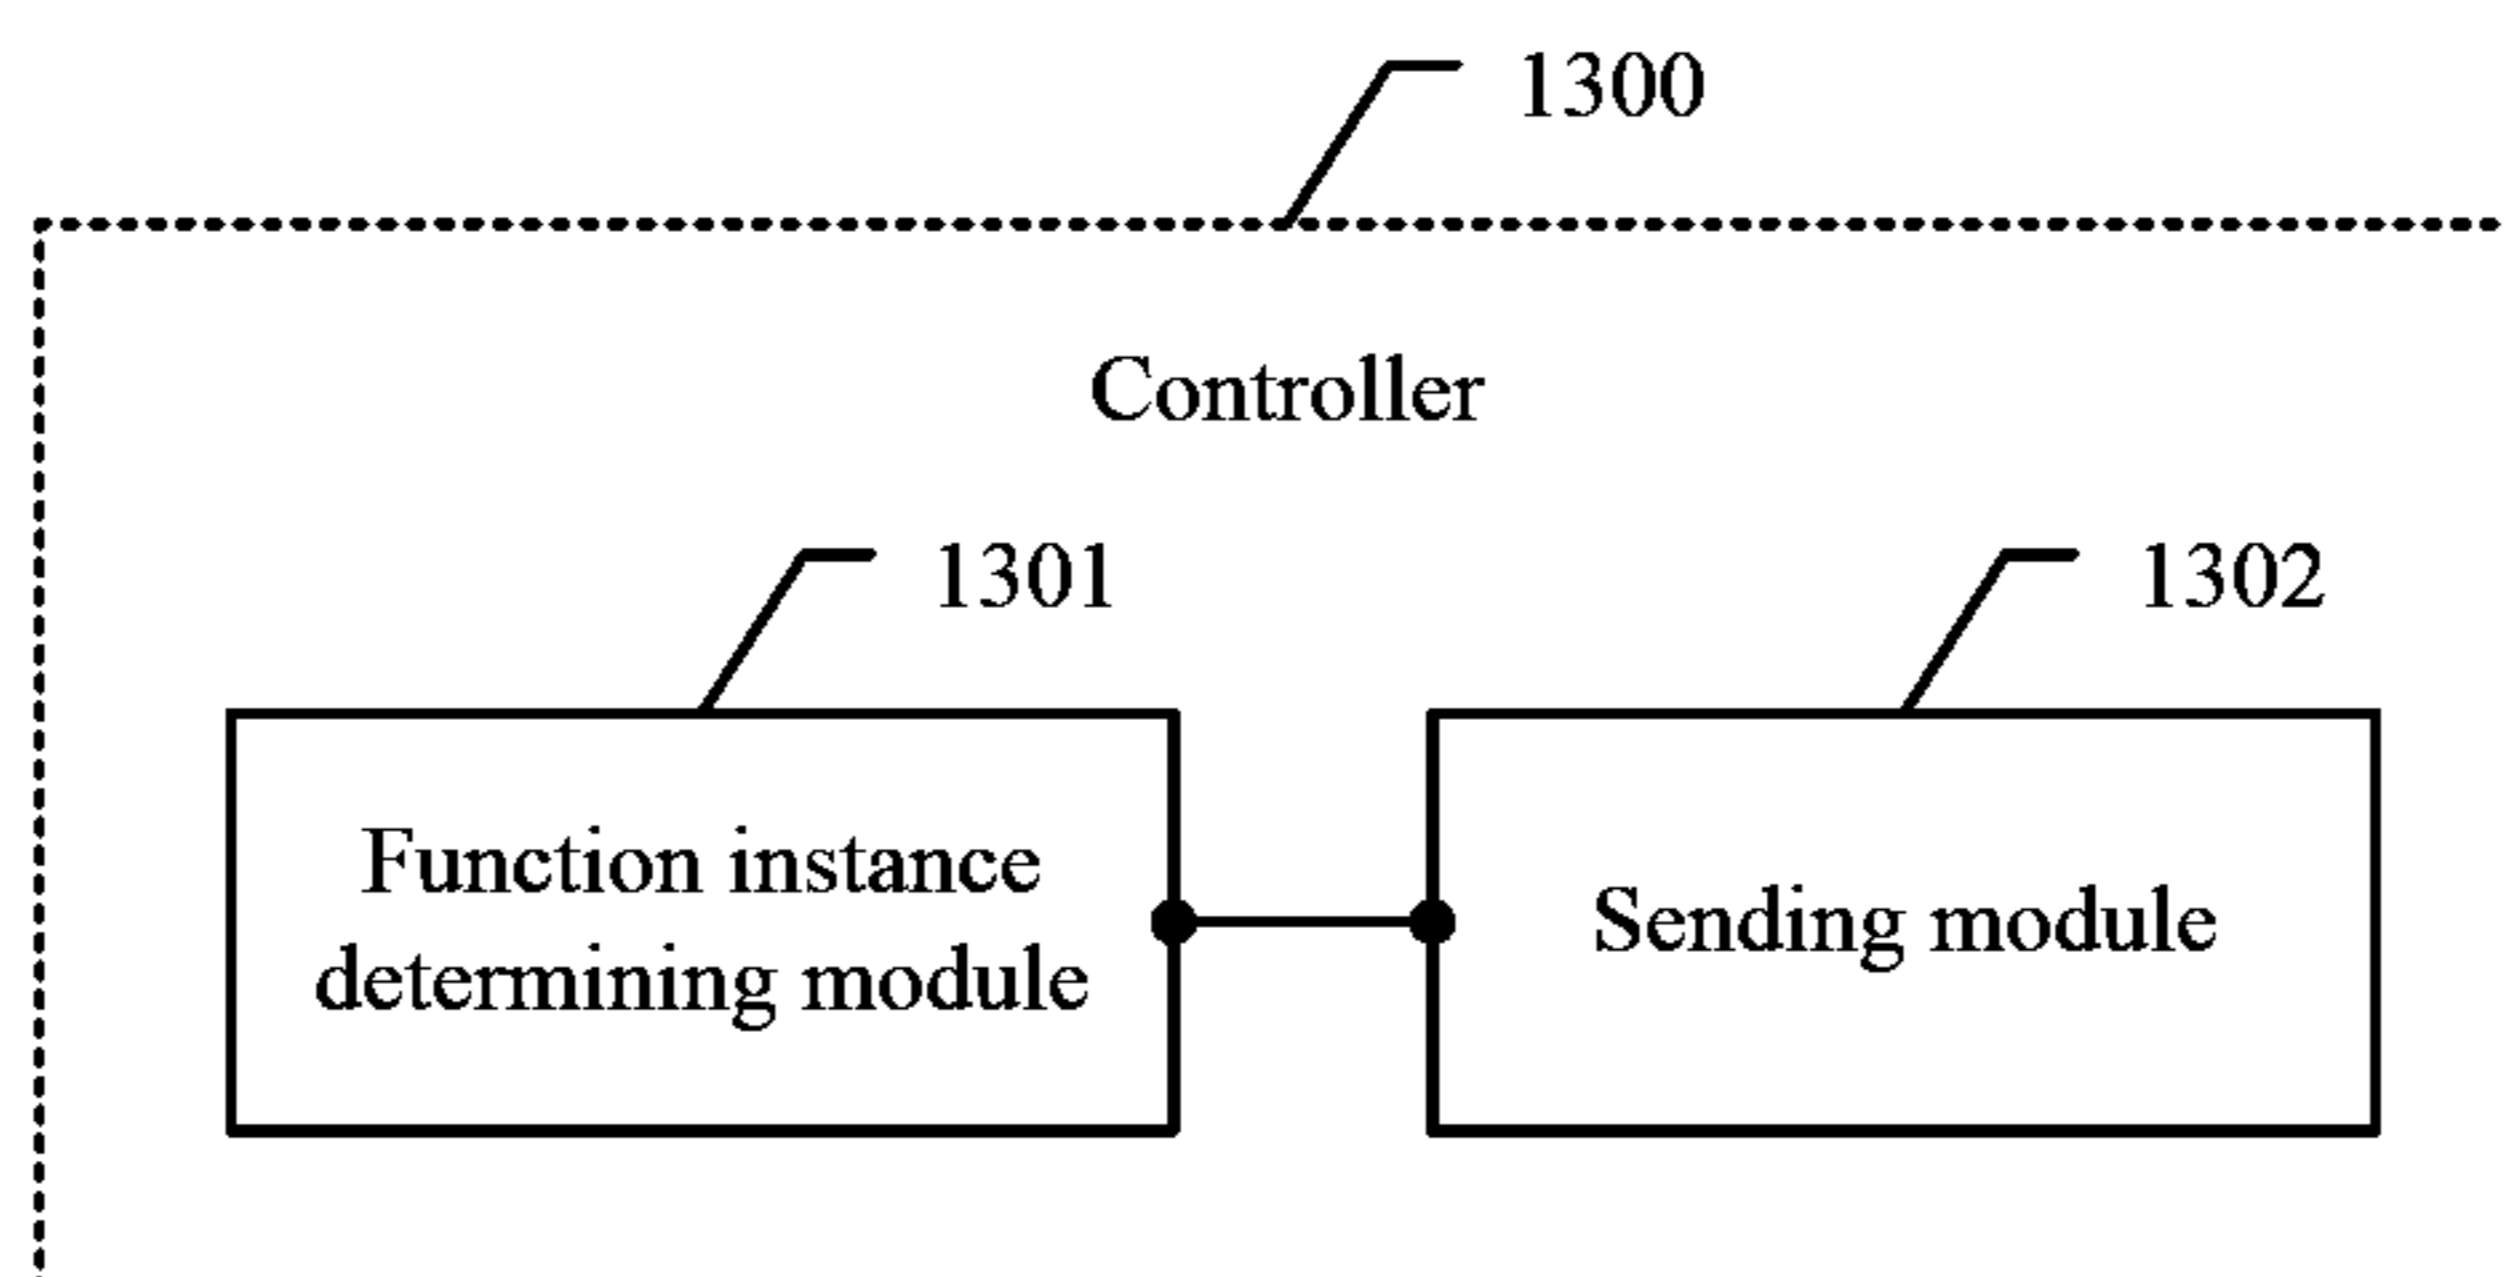 1300
Controller
1301
1302
Function instance
determining module
Sending module